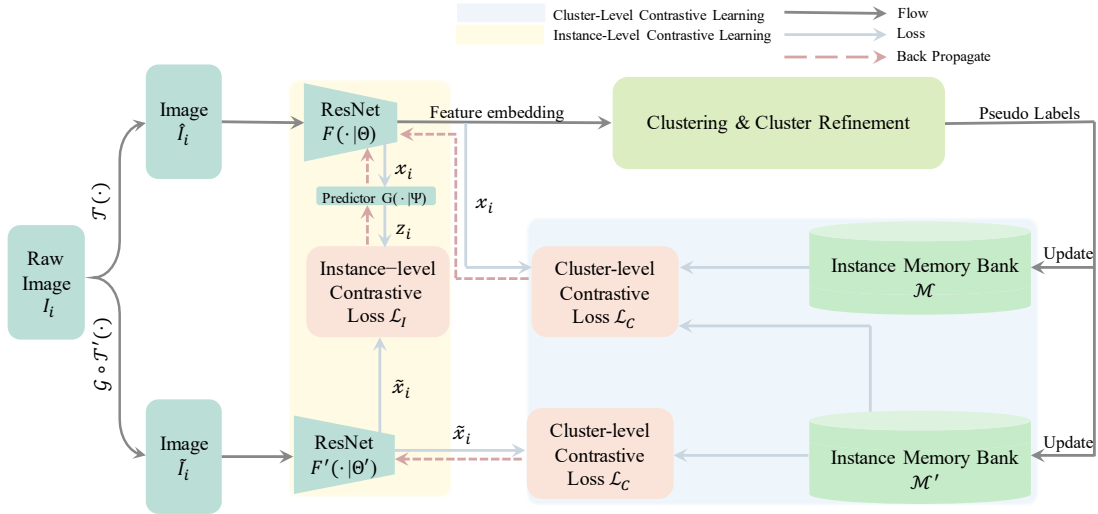 Cluster-Level Contrastive Learning
Flow
Instance-Level Contrastive Learning
Loss
Back Propagate
Image
Î_i
ResNet
F(·|Θ)
Feature embedding
Clustering & Cluster Refinement
Pseudo Labels
𝒯(·)
x_i
Predictor G(·|Ψ)
z_i
x_i
Raw
Image
I_i
Instance–level
Contrastive
Loss ℒ_I
Cluster-level
Contrastive
Loss ℒ_C
Instance Memory Bank
ℳ
Update
𝒢∘𝒯′(·)
x̃_i
Image
Ĩ_i
ResNet
F′(·|Θ′)
x̃_i
Cluster-level
Contrastive
Loss ℒ_C
Instance Memory Bank
ℳ′
Update